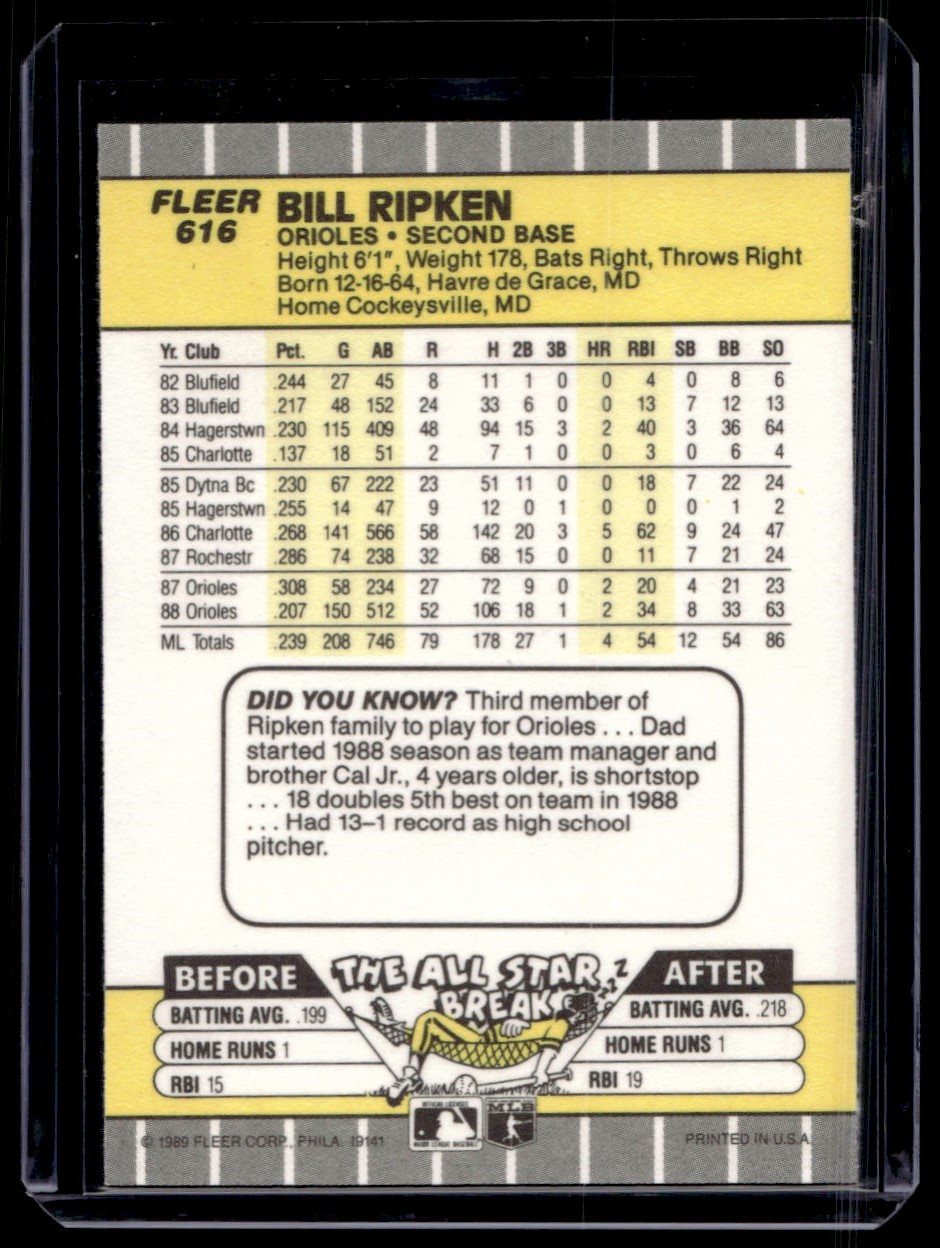 FLEER
616
BILL RIPKEN
ORIOLES • SECOND BASE
Height 6'1", Weight 178, Bats Right, Throws Right
Born 12-16-64, Havre de Grace, MD
Home Cockeysville, MD
Yr. Club Pct. G AB R H 2B 3B HR RBI SB BB SO
82 Blufield .244 27 45 8 11 1 0 0 4 0 8 6
83 Blufield .217 48 152 24 33 6 0 0 13 7 12 13
84 Hagerstwn .230 115 409 48 94 15 3 2 40 3 36 64
85 Charlotte .137 18 51 2 7 1 0 0 3 0 6 4
85 Dytna Bc .230 67 222 23 51 11 0 0 18 7 22 24
85 Hagerstwn .255 14 47 9 12 0 1 0 0 0 1 2
86 Charlotte .268 141 566 58 142 20 3 5 62 9 24 47
87 Rochestr .286 74 238 32 68 15 0 0 11 7 21 24
87 Orioles .308 58 234 27 72 9 0 2 20 4 21 23
88 Orioles .207 150 512 52 106 18 1 2 34 8 33 63
ML Totals .239 208 746 79 178 27 1 4 54 12 54 86
DID YOU KNOW? Third member of
Ripken family to play for Orioles . . . Dad
started 1988 season as team manager and
brother Cal Jr., 4 years older, is shortstop
. . . 18 doubles 5th best on team in 1988
. . . Had 13–1 record as high school
pitcher.
BEFORE
THE ALL STAR
BREAK
Z
Z
Z
AFTER
BATTING AVG. .199
HOME RUNS 1
RBI 15
BATTING AVG. .218
HOME RUNS 1
RBI 19
OFFICIAL LICENSEE
MAJOR LEAGUE BASEBALL
MLB
© 1989 FLEER CORP., PHILA. 19141
PRINTED IN U.S.A.